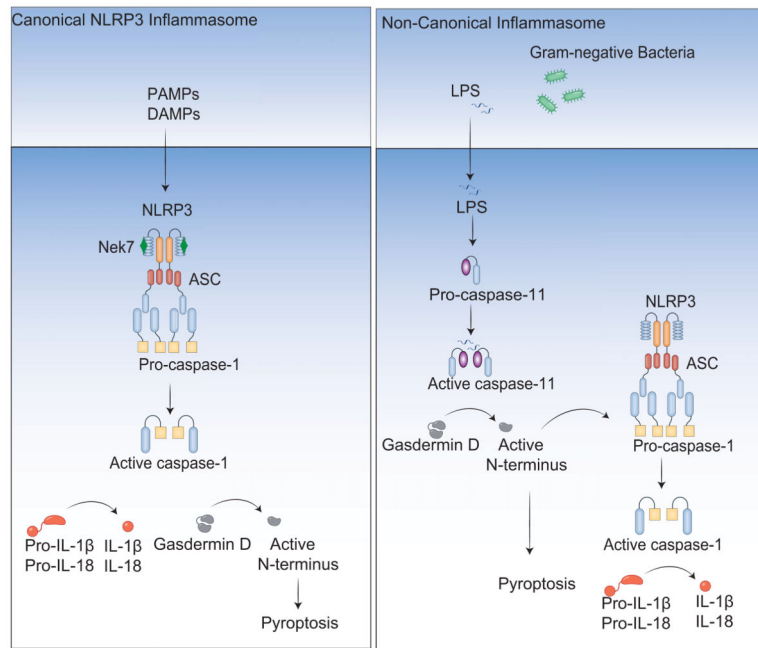 Canonical NLRP3 Inflammasome
PAMPs
DAMPs
NLRP3
Nek7
ASC
Pro-caspase-1
Active caspase-1
Pro-IL-1β
Pro-IL-18
IL-1β
IL-18
Gasdermin D
Active
N-terminus
Pyroptosis
Non-Canonical Inflammasome
Gram-negative Bacteria
LPS
LPS
Pro-caspase-11
Active caspase-11
Gasdermin D
Active
N-terminus
Pyroptosis
NLRP3
ASC
Pro-caspase-1
Active caspase-1
Pro-IL-1β
Pro-IL-18
IL-1β
IL-18